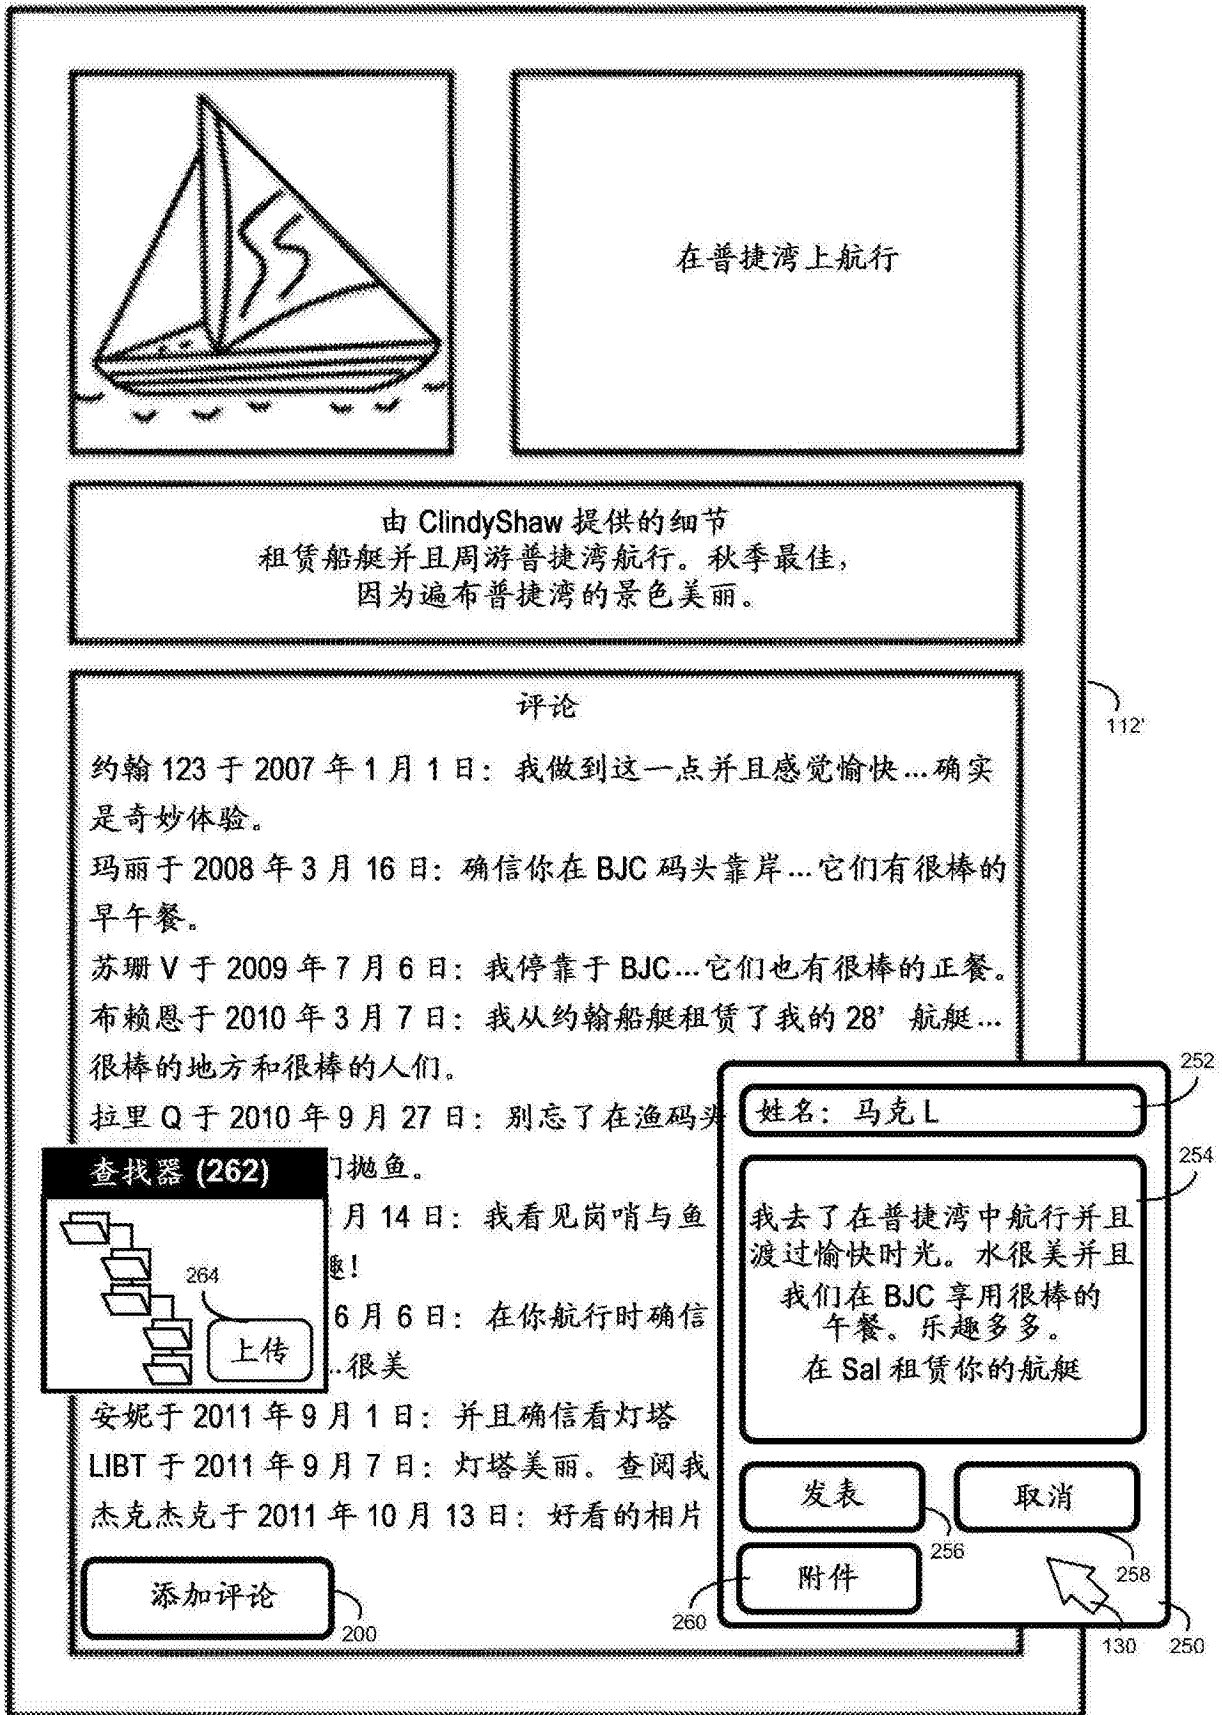 在普捷湾上航行
由 ClindyShaw 提供的细节
租赁船艇并且周游普捷湾航行。秋季最佳,
因为遍布普捷湾的景色美丽。
评论
112'
约翰 123 于 2007 年 1 月 1 日: 我做到这一点并且感觉愉快...确实
是奇妙体验。
玛丽于 2008 年 3 月 16 日: 确信你在 BJC 码头靠岸...它们有很棒的
早午餐。
苏珊 V 于 2009 年 7 月 6 日: 我停靠于 BJC...它们也有很棒的正餐。
布赖恩于 2010 年 3 月 7 日: 我从约翰船艇租赁了我的 28' 航艇...
很棒的地方和很棒的人们。
拉里 Q 于 2010 年 9 月 27 日: 别忘了在渔码头
们抛鱼。
月 14 日: 我看见岗哨与鱼
趣!
6 月 6 日: 在你航行时确信
...很美
安妮于 2011 年 9 月 1 日: 并且确信看灯塔
LIBT 于 2011 年 9 月 7 日: 灯塔美丽。查阅我
杰克杰克于 2011 年 10 月 13 日: 好看的相片
添加评论
200
查找器 (262)
264
上传
252
姓名: 马克 L
254
我去了在普捷湾中航行并且
渡过愉快时光。水很美并且
我们在 BJC 享用很棒的
午餐。乐趣多多。
在 Sal 租赁你的航艇
发表
取消
256
258
附件
260
130
250